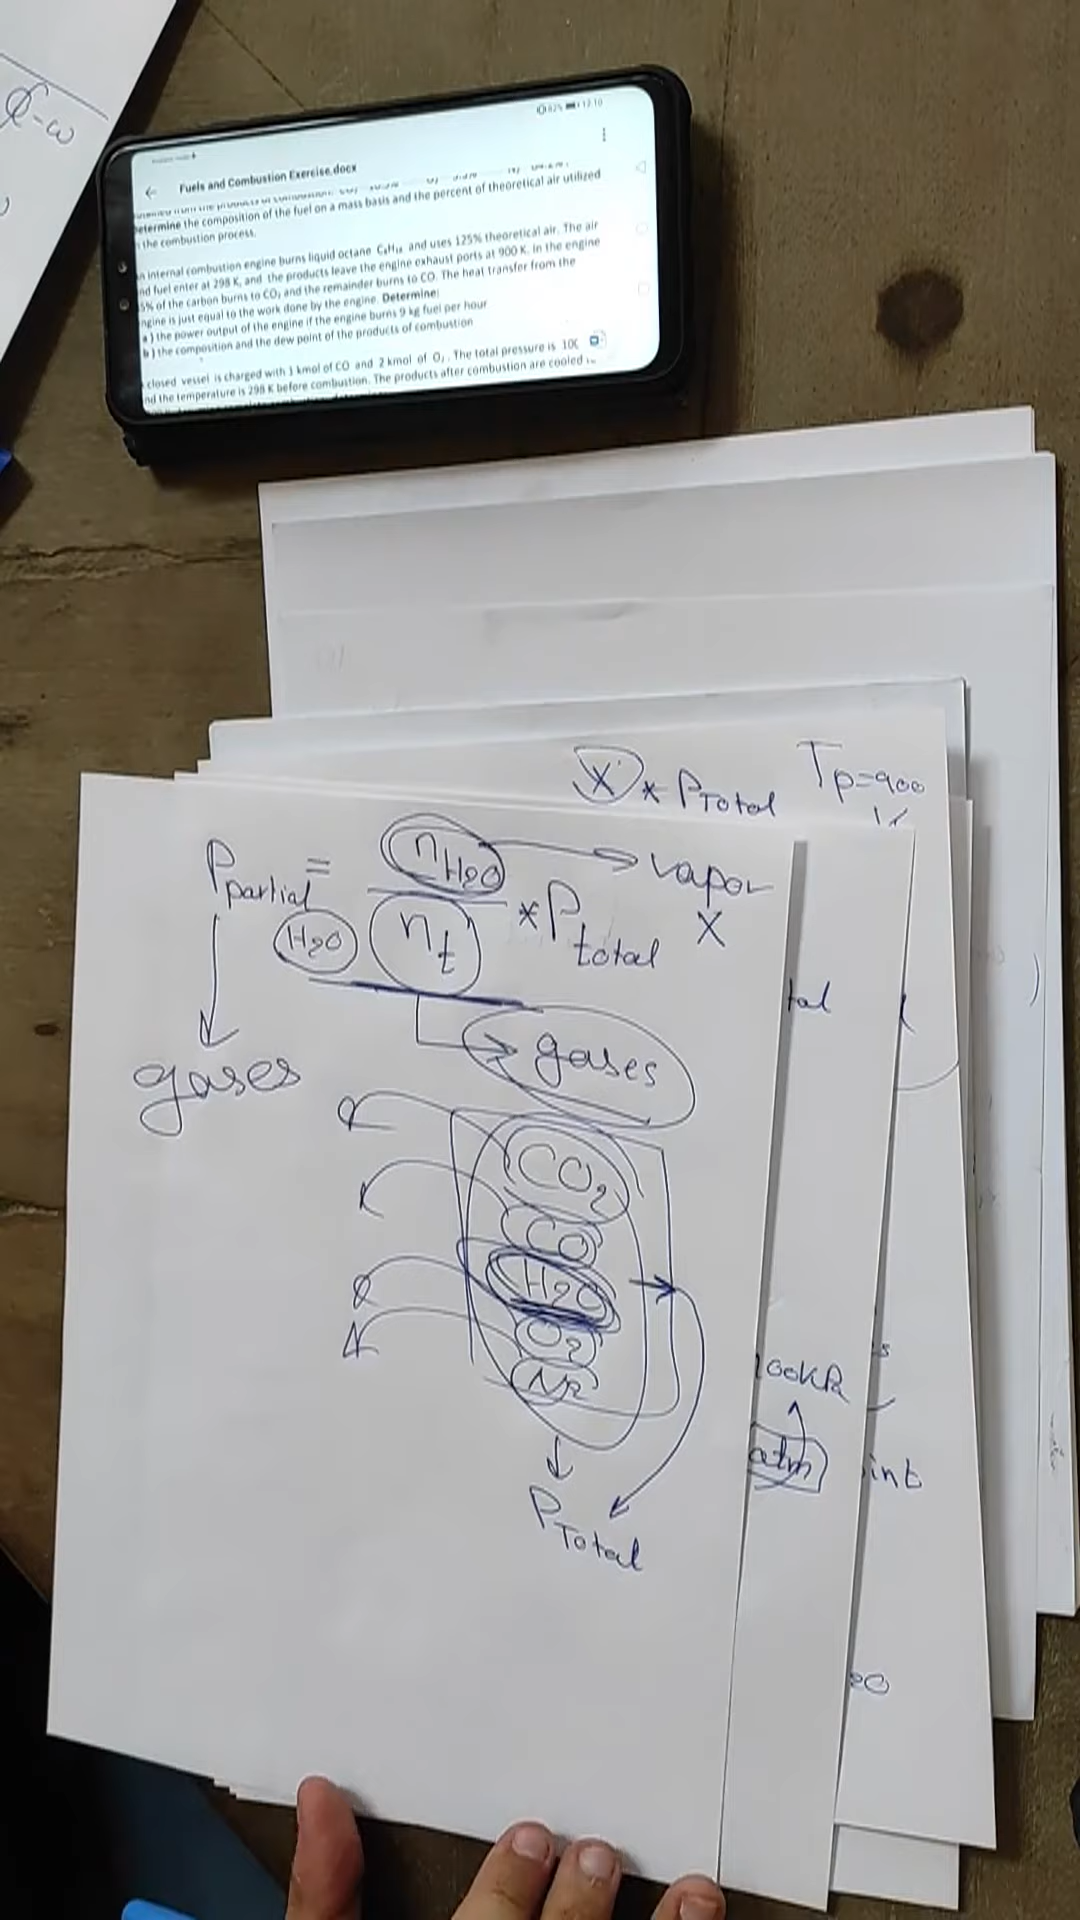 82% 12:10
Fuels and Combustion Exercise.docx
etermine the composition of the fuel on a mass basis and the percent of theoretical air utilized
the combustion process.
n internal combustion engine burns liquid octane C₈H₁₈ and uses 125% theoretical air. The air
nd fuel enter at 298 K, and the products leave the engine exhaust ports at 900 K. In the engine
5% of the carbon burns to CO₂ and the remainder burns to CO. The heat transfer from the
ngine is just equal to the work done by the engine. Determine:
a ) the power output of the engine if the engine burns 9 kg fuel per hour
b ) the composition and the dew point of the products of combustion
closed vessel is charged with 1 kmol of CO and 2 kmol of O₂. The total pressure is 100
nd the temperature is 298 K before combustion. The products after combustion are cooled
X * PTotal
Tp=900
K
Ppartial H2O = nH2O / nt * Ptotal
vapor
X
gases
gases
CO2
CO
H2O
O2
N2
PTotal
tal
100kPa
atm
int